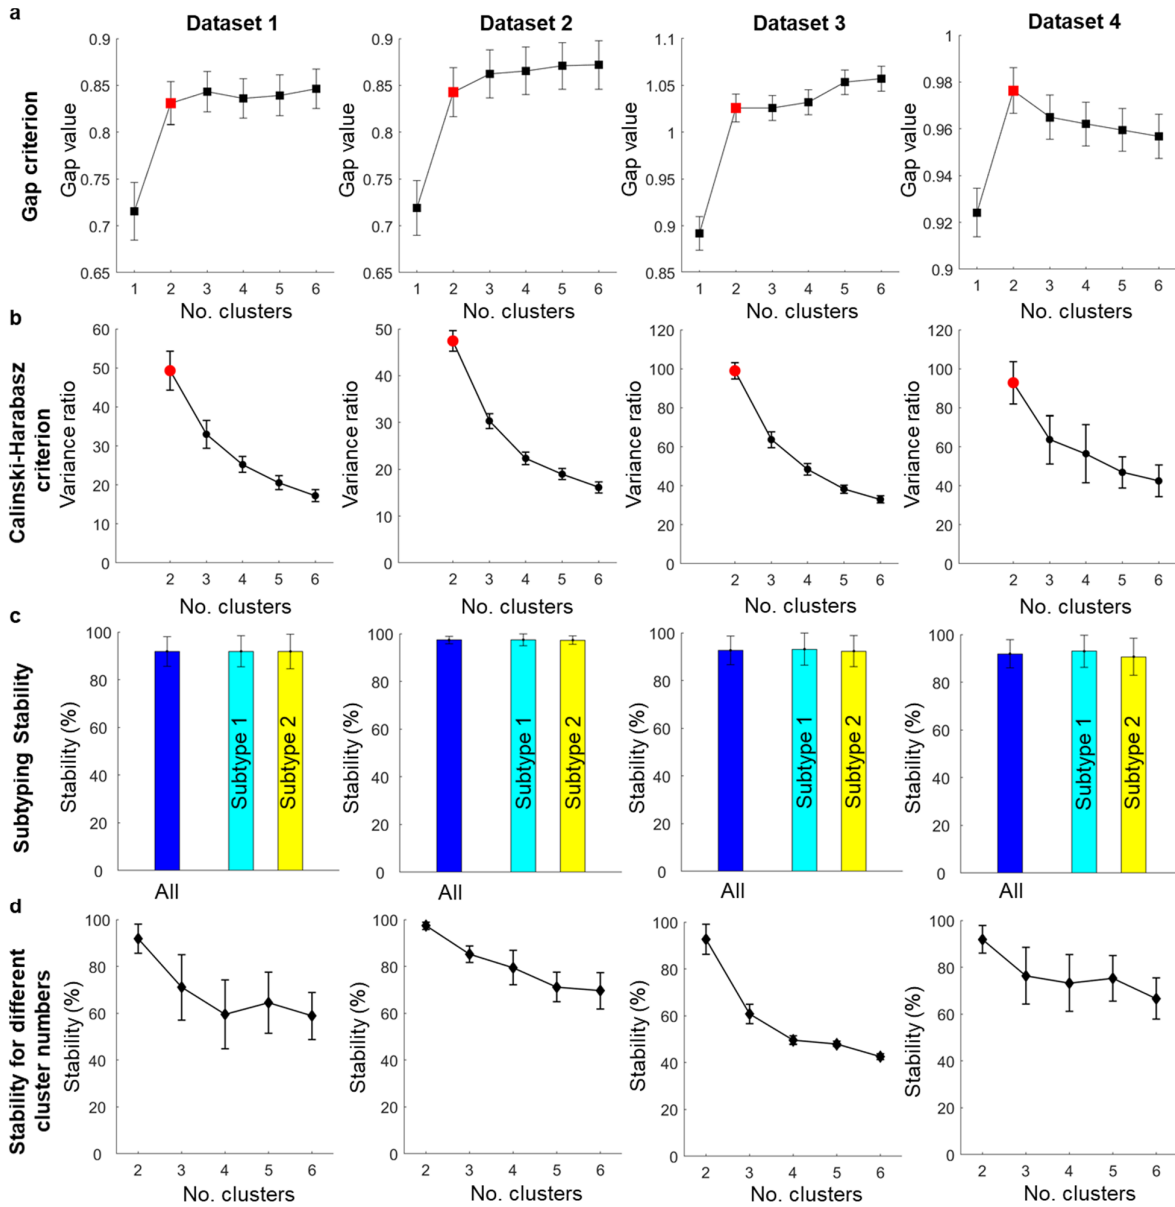 a
Dataset 1
Dataset 2
Dataset 3
Dataset 4
Gap criterion
Gap value
0.9
0.85
0.8
0.75
0.7
0.65
1 2 3 4 5 6
No. clusters
Gap value
0.9
0.85
0.8
0.75
0.7
0.65
1 2 3 4 5 6
No. clusters
Gap value
1.1
1.05
1
0.95
0.9
0.85
1 2 3 4 5 6
No. clusters
Gap value
1
0.98
0.96
0.94
0.92
0.9
1 2 3 4 5 6
No. clusters
b
Calinski-Harabasz
criterion
Variance ratio
60
50
40
30
20
10
0
2 3 4 5 6
No. clusters
Variance ratio
50
40
30
20
10
0
2 3 4 5 6
No. clusters
Variance ratio
120
100
80
60
40
20
0
2 3 4 5 6
No. clusters
Variance ratio
120
100
80
60
40
20
0
2 3 4 5 6
No. clusters
c
Subtyping Stability
Stability (%)
100
80
60
40
20
0
Subtype 1
Subtype 2
All
Stability (%)
100
80
60
40
20
0
Subtype 1
Subtype 2
All
Stability (%)
100
80
60
40
20
0
Subtype 1
Subtype 2
All
Stability (%)
100
80
60
40
20
0
Subtype 1
Subtype 2
All
d
Stability for different
cluster numbers
Stability (%)
100
80
60
40
20
0
2 3 4 5 6
No. clusters
Stability (%)
100
80
60
40
20
0
2 3 4 5 6
No. clusters
Stability (%)
100
80
60
40
20
0
2 3 4 5 6
No. clusters
Stability (%)
100
80
60
40
20
0
2 3 4 5 6
No. clusters